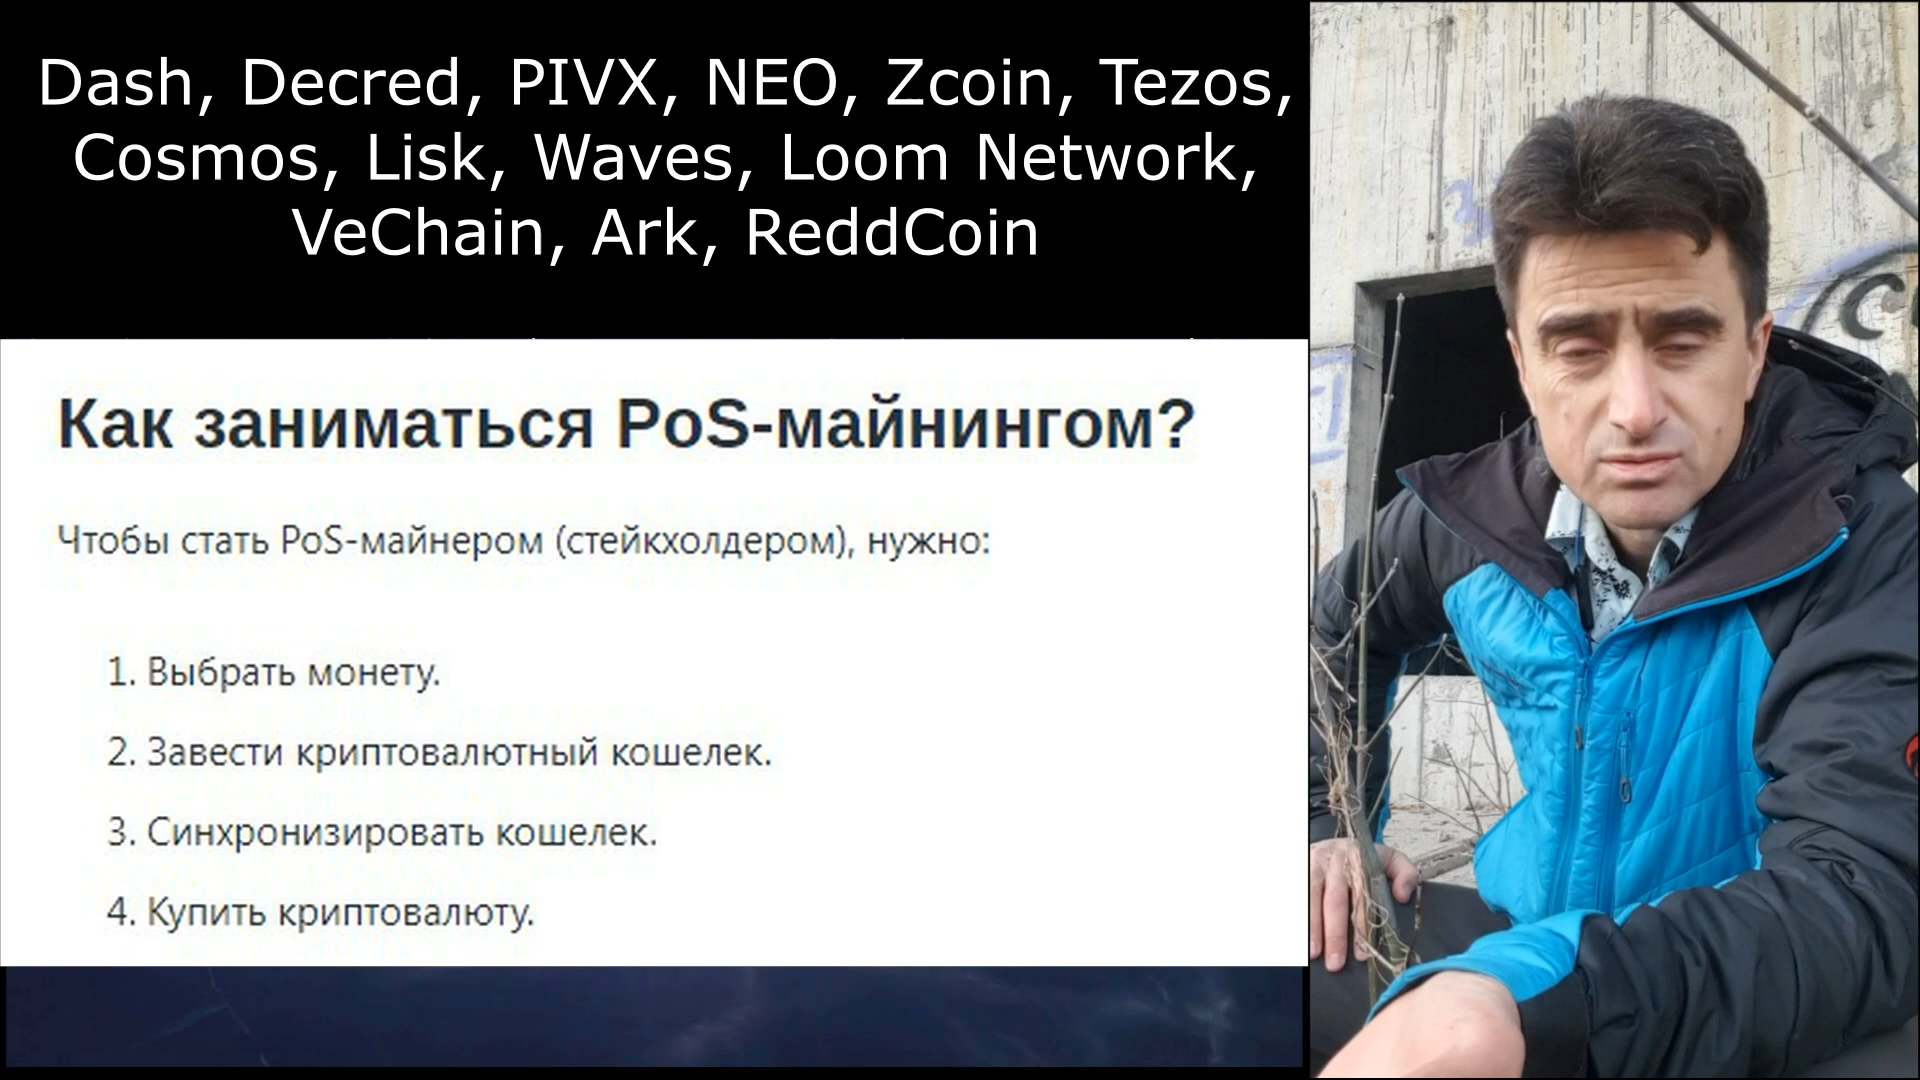 Dash, Decred, PIVX, NEO, Zcoin, Tezos,
Cosmos, Lisk, Waves, Loom Network,
VeChain, Ark, ReddCoin
Как заниматься PoS-майнингом?
Чтобы стать PoS-майнером (стейкхолдером), нужно:
1. Выбрать монету.
2. Завести криптовалютный кошелек.
3. Синхронизировать кошелек.
4. Купить криптовалюту.